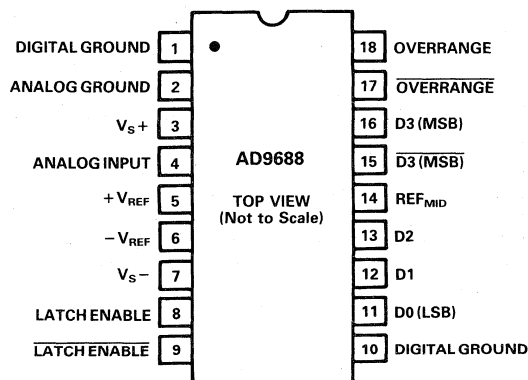 DIGITAL GROUND 1
ANALOG GROUND 2
VS+ 3
ANALOG INPUT 4
+VREF 5
−VREF 6
VS− 7
LATCH ENABLE 8
LATCH ENABLE 9
AD9688
TOP VIEW
(Not to Scale)
18 OVERRANGE
17 OVERRANGE
16 D3 (MSB)
15 D3 (MSB)
14 REFMID
13 D2
12 D1
11 D0 (LSB)
10 DIGITAL GROUND